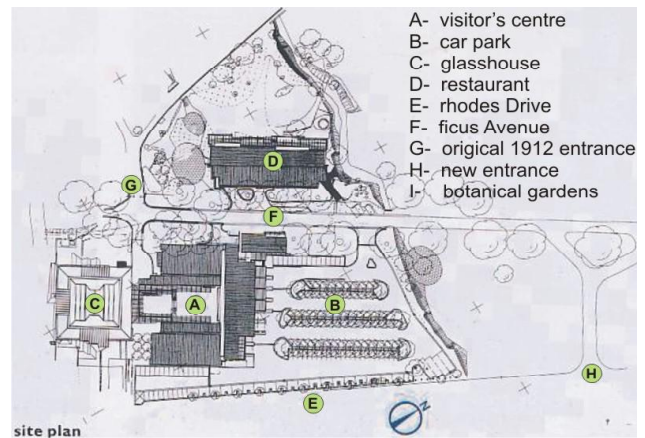 A- visitor's centre
B- car park
C- glasshouse
D- restaurant
E- rhodes Drive
F- ficus Avenue
G- origical 1912 entrance
H- new entrance
I- botanical gardens
D
G
F
C
A
B
H
E
N
site plan